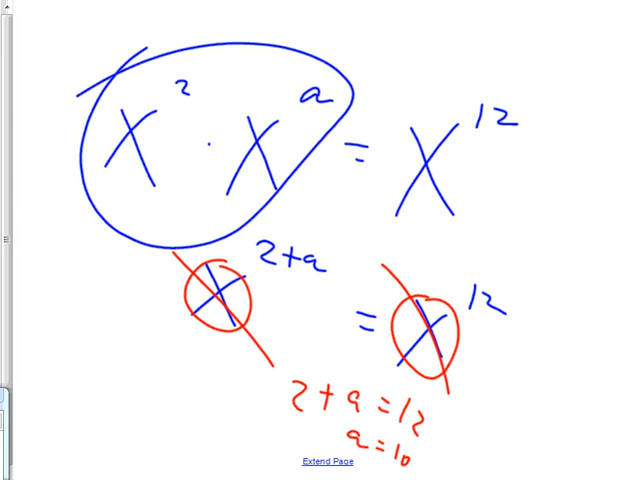 X² · Xᵃ = X¹²
X²⁺ᵃ = X¹²
2 + a = 12
a = 10
Extend Page